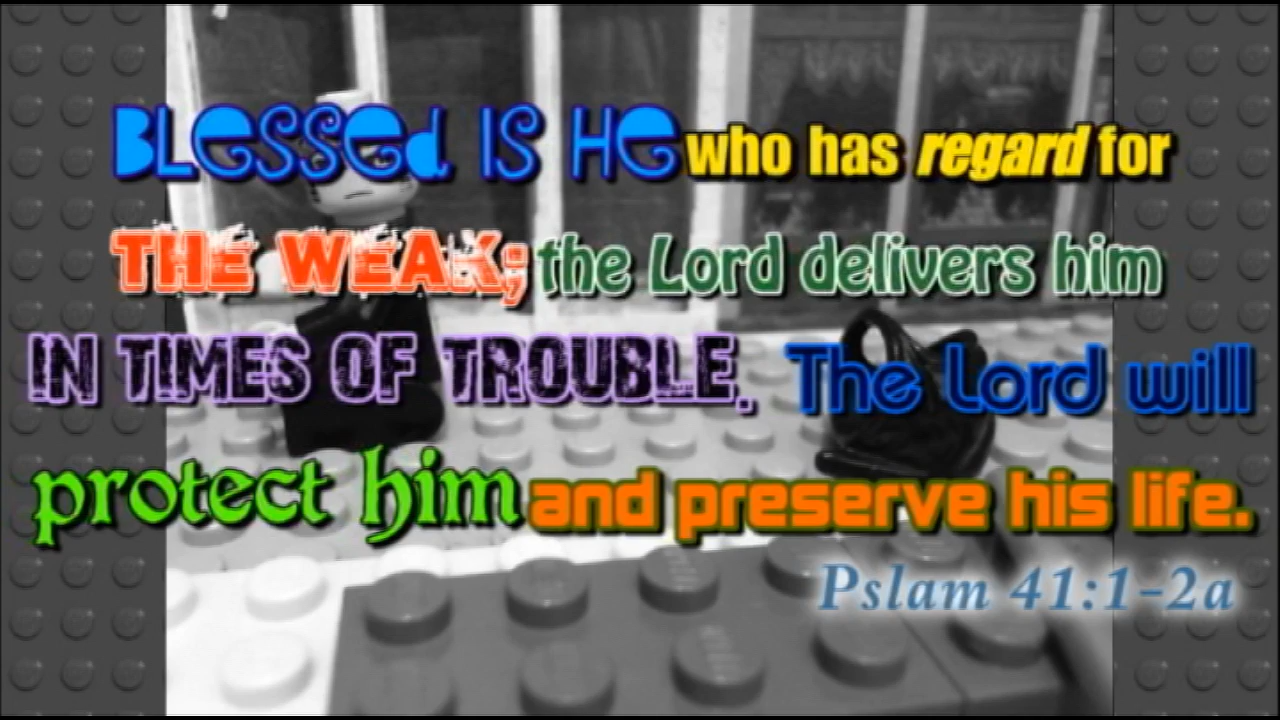 BLESSED IS HE who has regard for
THE WEAK; the Lord delivers him
IN TIMES OF TROUBLE. The Lord will
protect him and preserve his life.
Pslam 41:1-2a